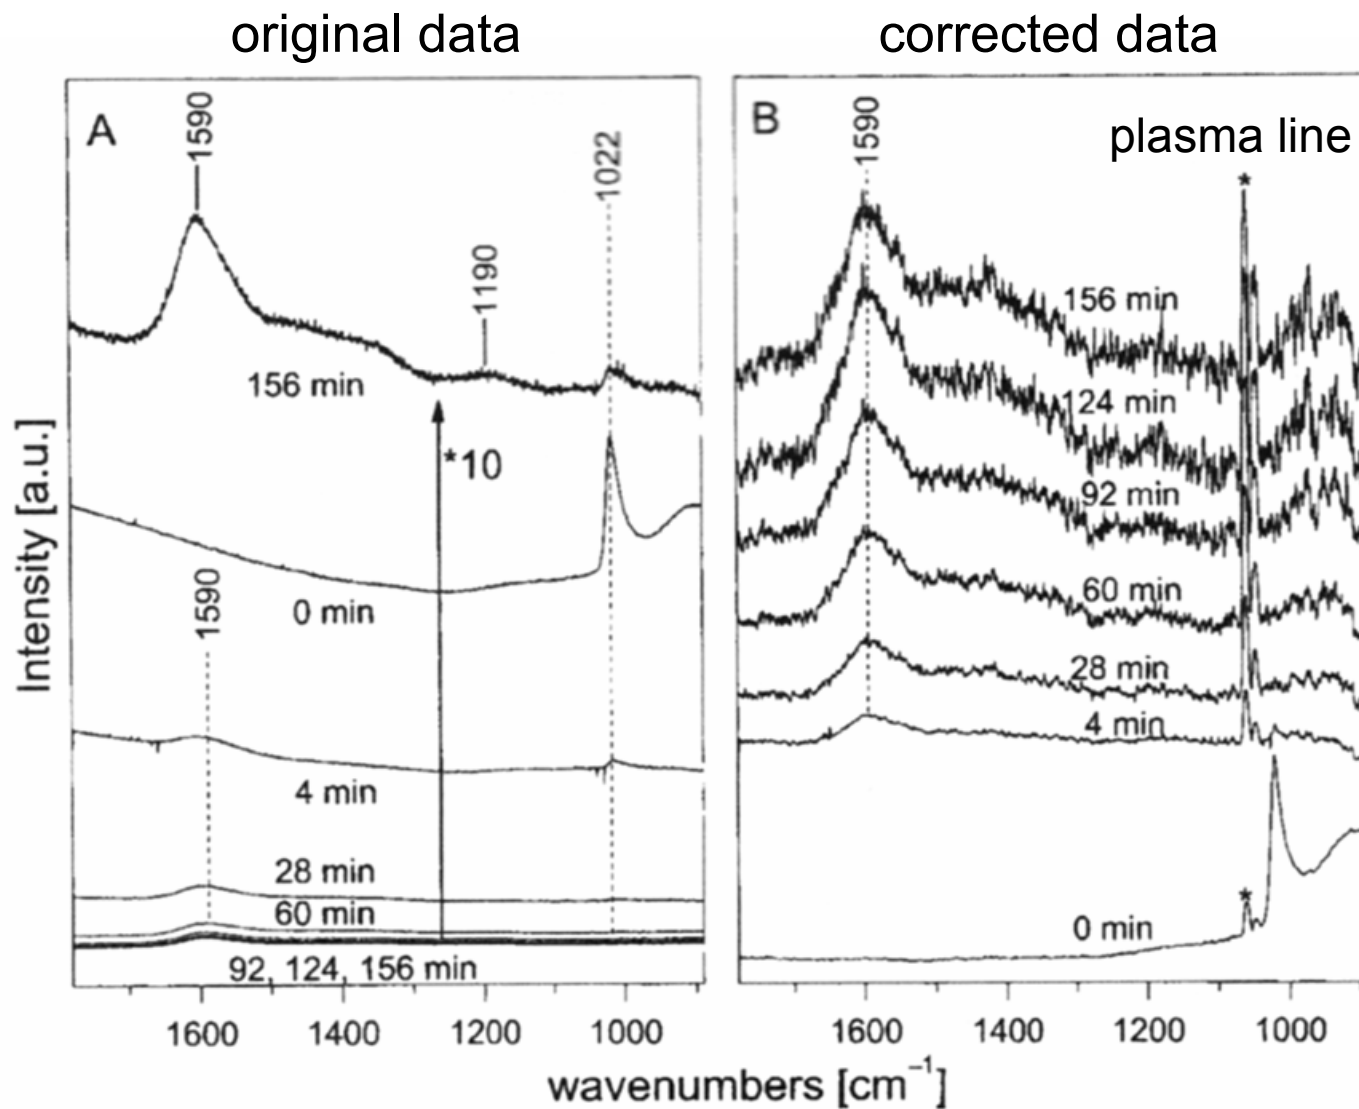 original data
corrected data
A
1590
1190
1022
156 min
*10
0 min
1590
4 min
28 min
60 min
92, 124, 156 min
1600
1400
1200
1000
B
1590
plasma line
*
156 min
124 min
92 min
60 min
28 min
4 min
*
0 min
1600
1400
1200
1000
Intensity [a.u.]
wavenumbers [cm⁻¹]